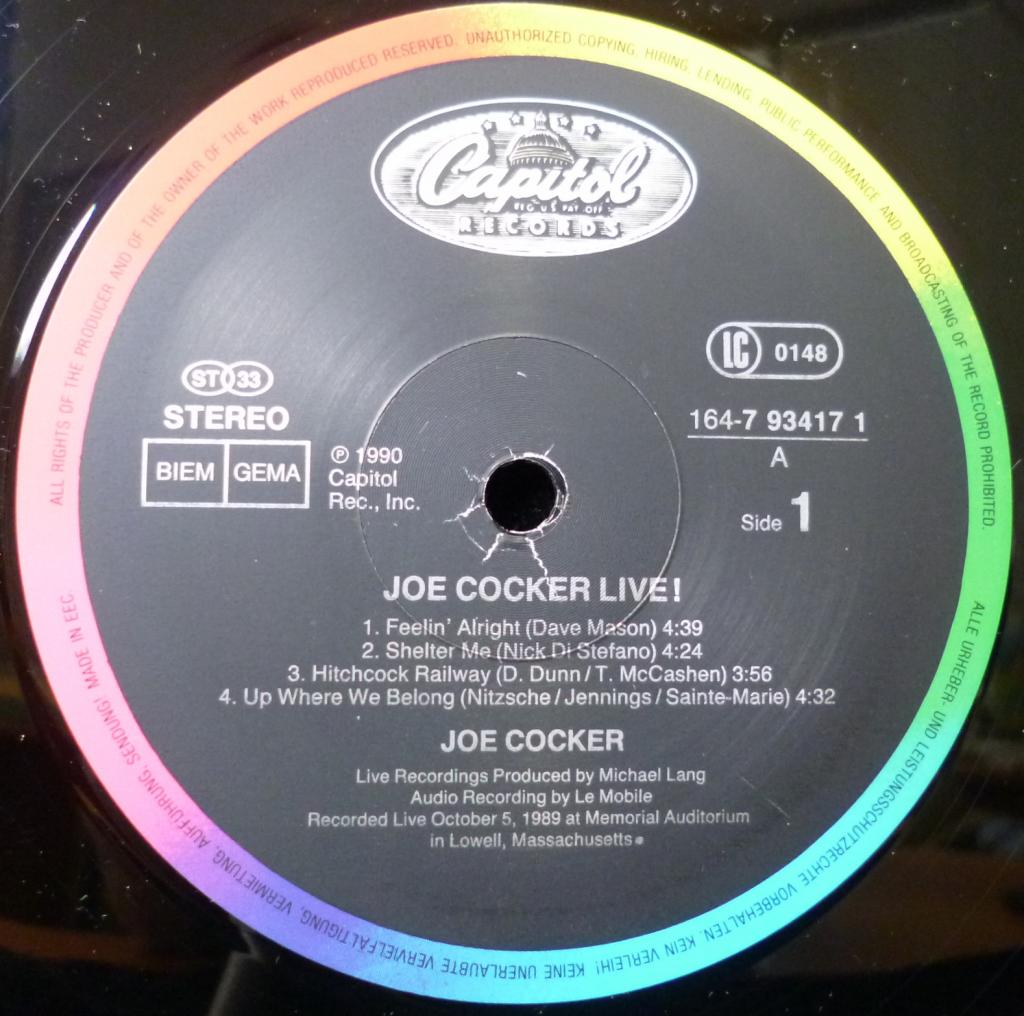 ALL RIGHTS OF THE PRODUCER AND OF THE OWNER OF THE WORK REPRODUCED RESERVED. UNAUTHORIZED COPYING, HIRING, LENDING, PUBLIC PERFORMANCE AND BROADCASTING OF THE RECORD PROHIBITED.
Capitol
REG U S PAT OFF
RECORDS
LC 0148
ST 33
STEREO
BIEM GEMA
℗ 1990
Capitol
Rec., Inc.
164-7 93417 1
A
Side 1
JOE COCKER LIVE!
1. Feelin' Alright (Dave Mason) 4:39
2. Shelter Me (Nick Di Stefano) 4:24
3. Hitchcock Railway (D. Dunn / T. McCashen) 3:56
4. Up Where We Belong (Nitzsche / Jennings / Sainte-Marie) 4:32
JOE COCKER
Live Recordings Produced by Michael Lang
Audio Recording by Le Mobile
Recorded Live October 5, 1989 at Memorial Auditorium
in Lowell, Massachusetts
ALLE URHEBER- UND LEISTUNGSSCHUTZRECHTE VORBEHALTEN. KEIN VERLEIH! KEINE UNERLAUBTE VERVIELFÄLTIGUNG, VERMIETUNG, AUFFÜHRUNG, SENDUNG! MADE IN EEC.